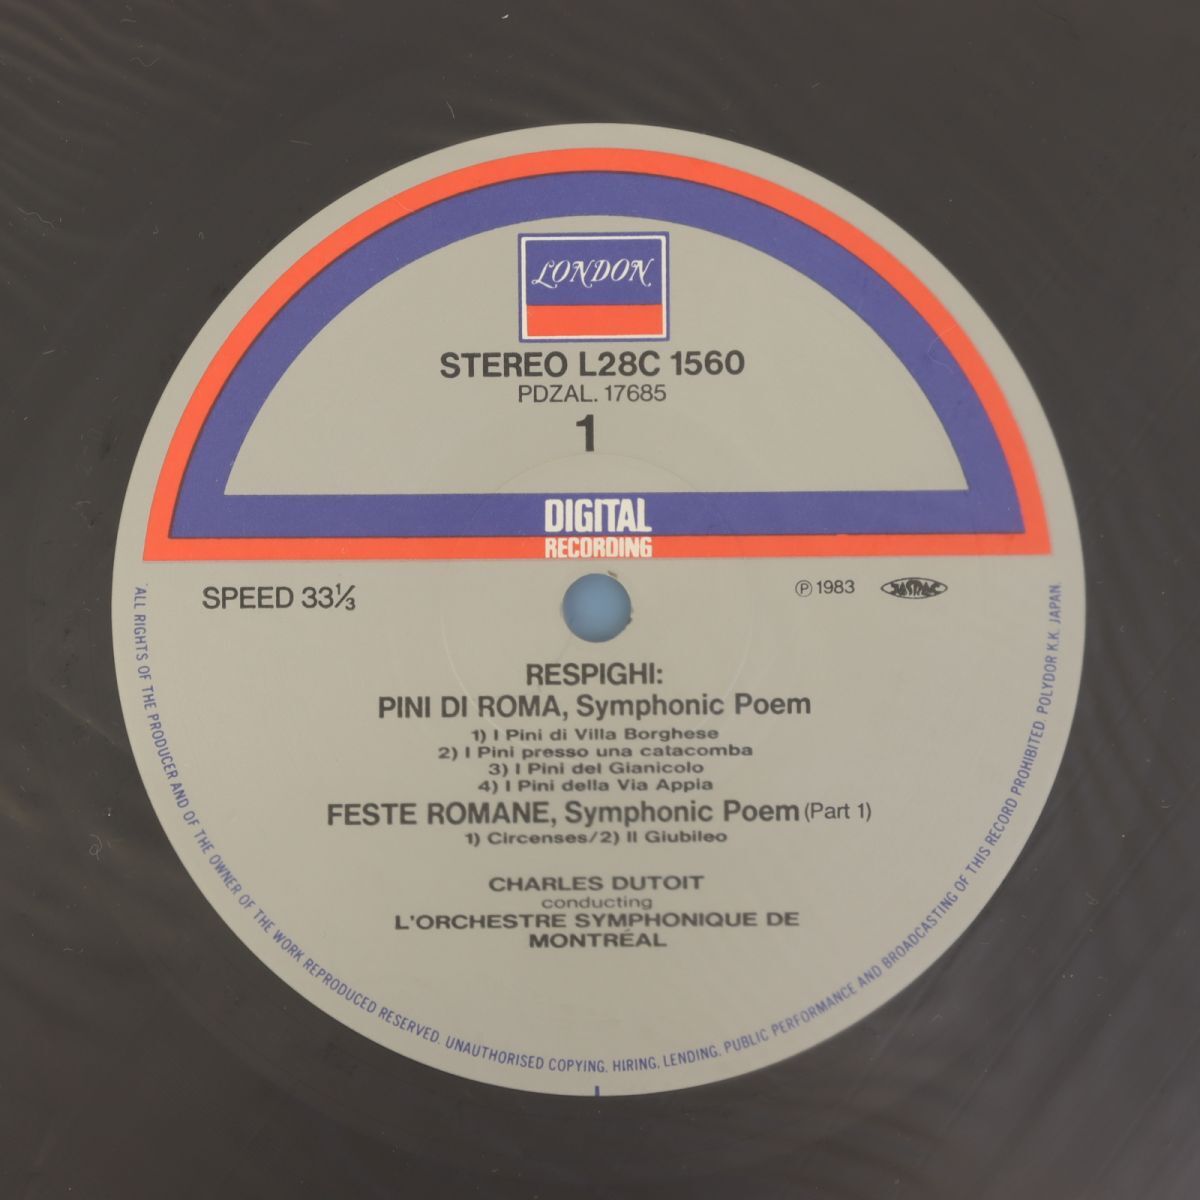 LONDON
STEREO L28C 1560
PDZAL. 17685
1
DIGITAL
RECORDING
SPEED 33⅓
℗ 1983
JASRAC
RESPIGHI:
PINI DI ROMA, Symphonic Poem
1) I Pini di Villa Borghese
2) I Pini presso una catacomba
3) I Pini del Gianicolo
4) I Pini della Via Appia
FESTE ROMANE, Symphonic Poem (Part 1)
1) Circenses/2) Il Giubileo
CHARLES DUTOIT
conducting
L'ORCHESTRE SYMPHONIQUE DE
MONTRÉAL
ALL RIGHTS OF THE PRODUCER AND OF THE OWNER OF THE WORK REPRODUCED RESERVED. UNAUTHORISED COPYING. HIRING. LENDING. PUBLIC PERFORMANCE AND BROADCASTING OF THIS RECORD PROHIBITED POLYDOR K.K. JAPAN.